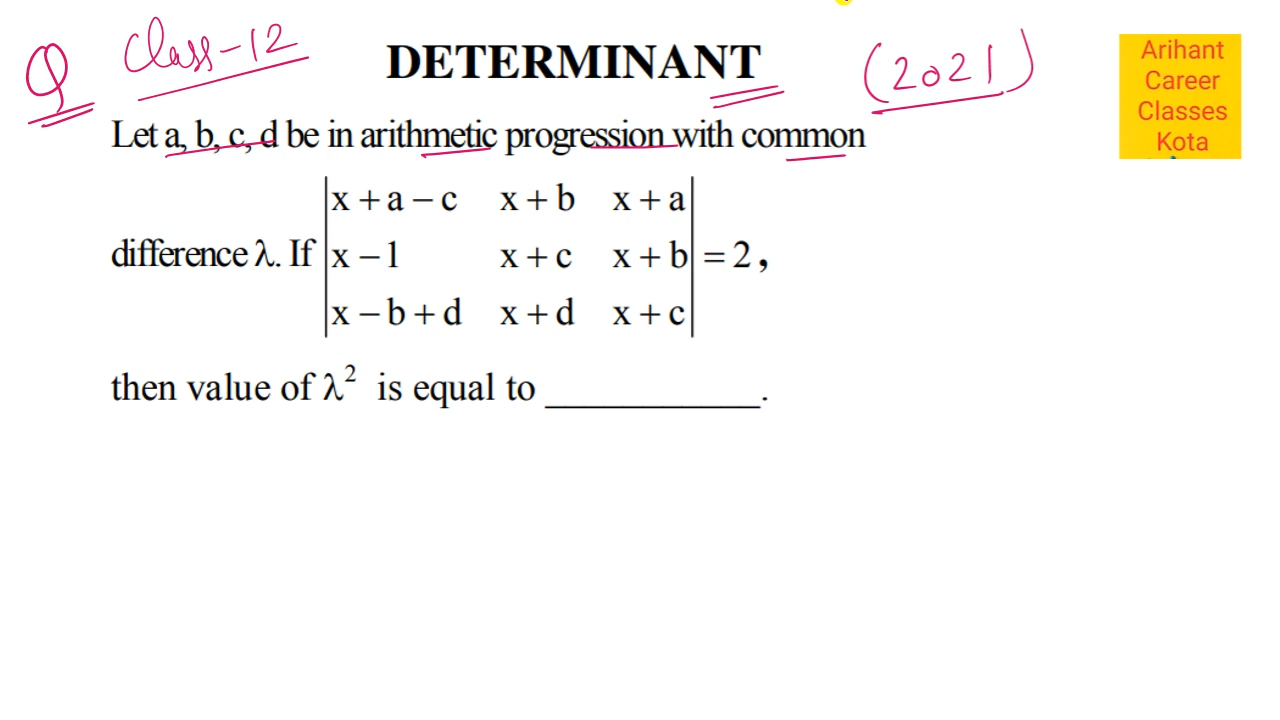 Q Class-12 DETERMINANT (2021)
Arihant
Career
Classes
Kota
Let a, b, c, d be in arithmetic progression with common
|x + a − c x + b x + a|
difference λ. If |x − 1 x + c x + b| = 2,
|x − b + d x + d x + c|
then value of λ² is equal to ___________.